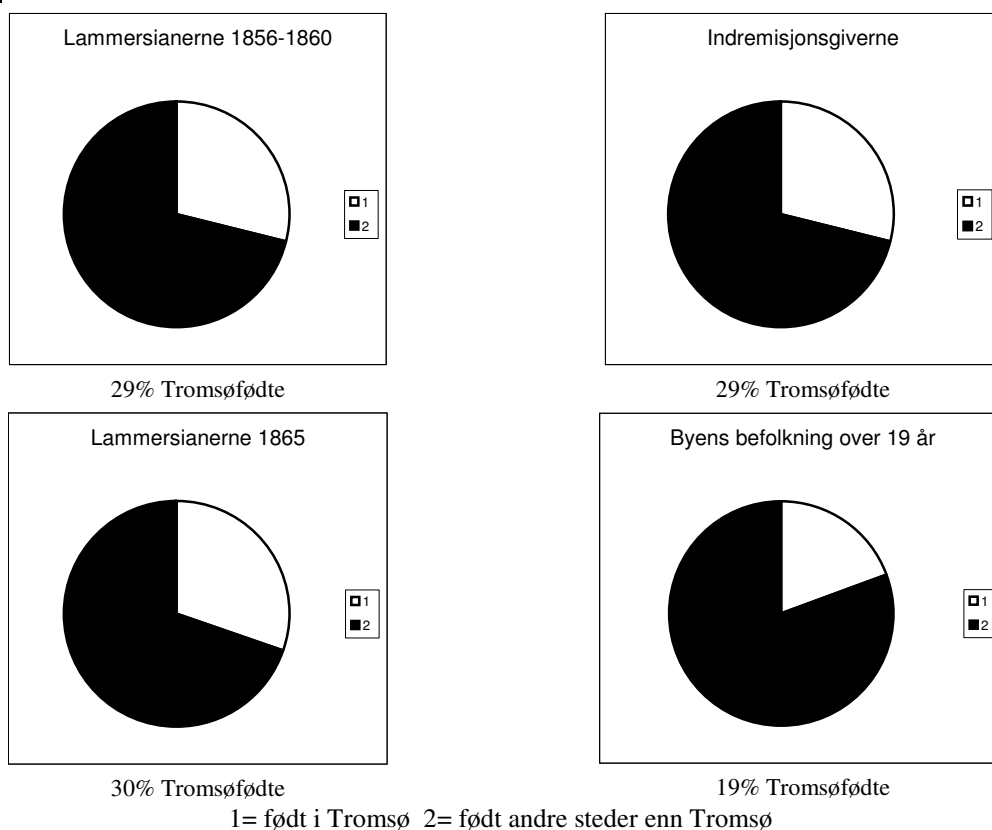 Lammersianerne 1856-1860
1
2
29% Tromsøfødte
Indremisjonsgiverne
1
2
29% Tromsøfødte
Lammersianerne 1865
1
2
30% Tromsøfødte
Byens befolkning over 19 år
1
2
19% Tromsøfødte
1= født i Tromsø 2= født andre steder enn Tromsø